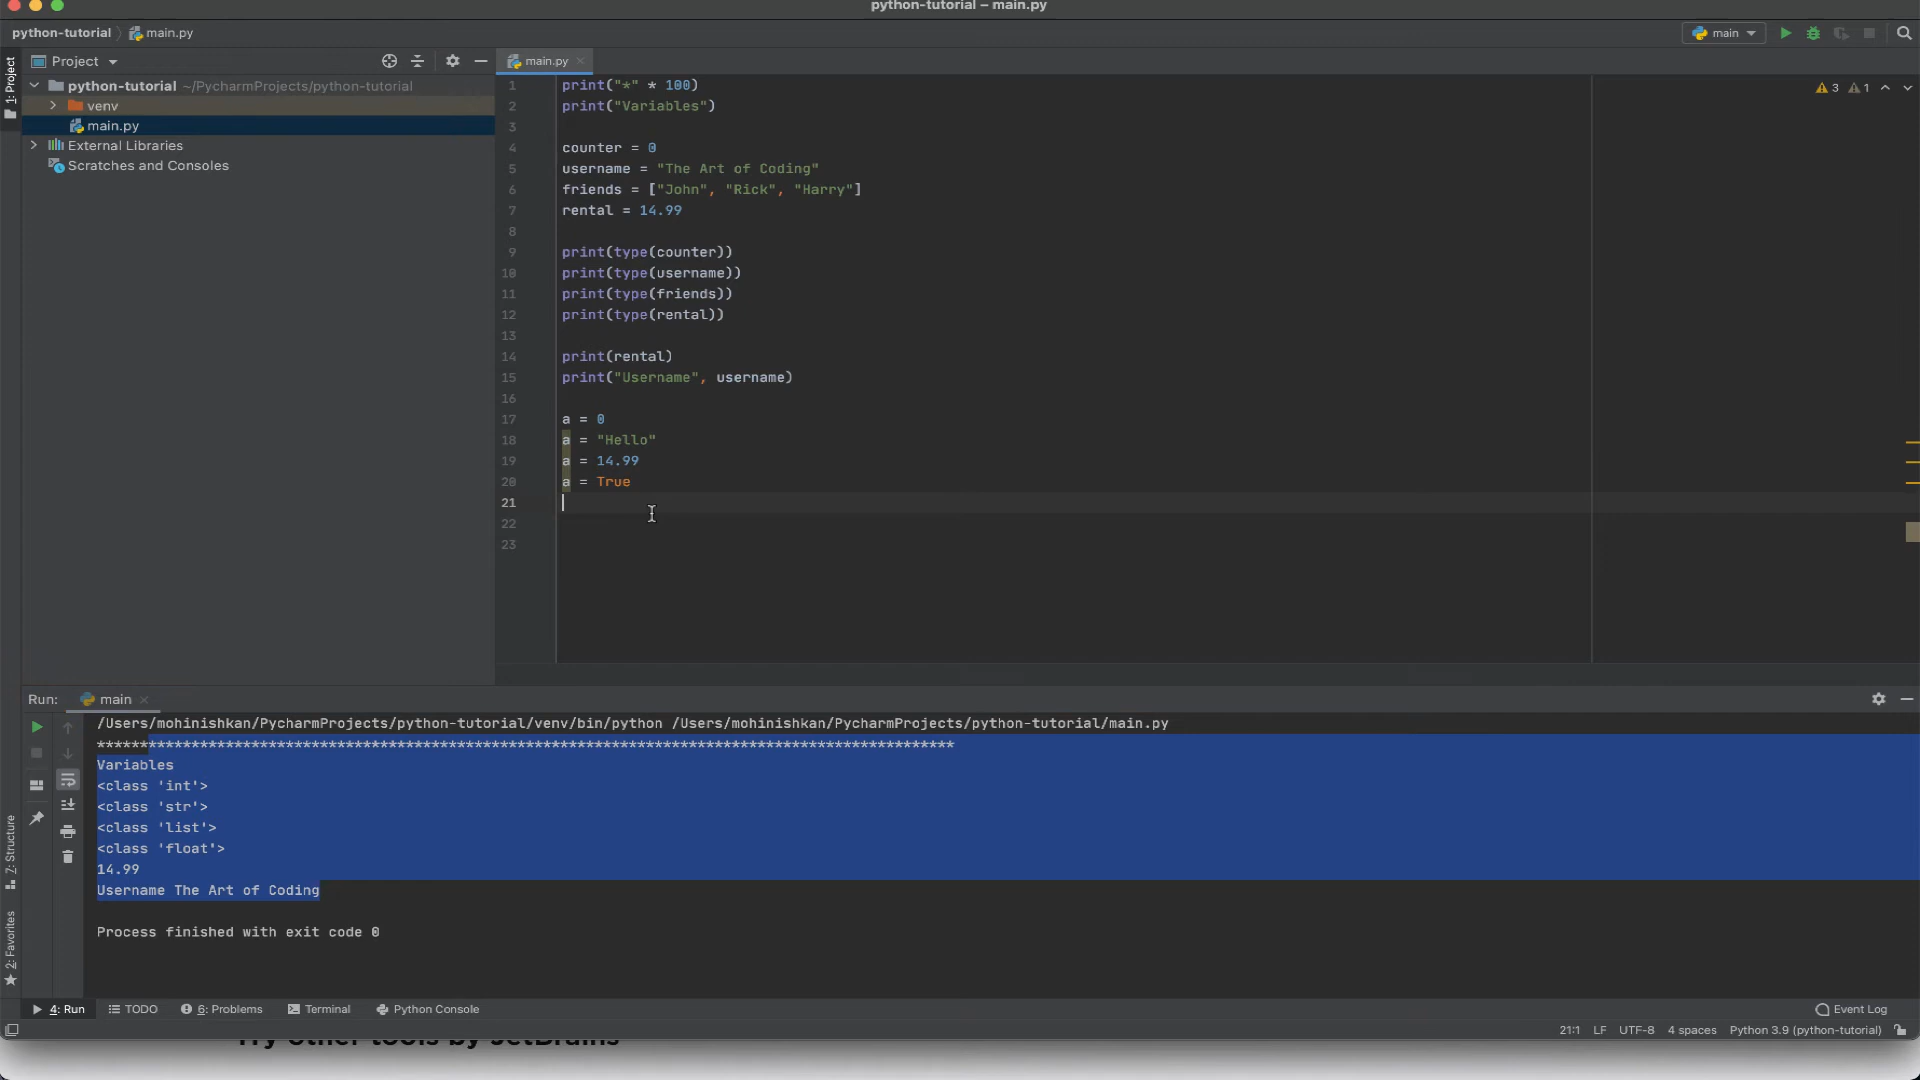 python-tutorial – main.py
python-tutorial main.py
main
1: Project
Project
main.py
python-tutorial ~/PycharmProjects/python-tutorial
venv
main.py
External Libraries
Scratches and Consoles
3 1
1 print("*" * 100)
2 print("Variables")
3
4 counter = 0
5 username = "The Art of Coding"
6 friends = ["John", "Rick", "Harry"]
7 rental = 14.99
8
9 print(type(counter))
10 print(type(username))
11 print(type(friends))
12 print(type(rental))
13
14 print(rental)
15 print("Username", username)
16
17 a = 0
18 a = "Hello"
19 a = 14.99
20 a = True
21
22
23
Run: main
/Users/mohinishkan/PycharmProjects/python-tutorial/venv/bin/python /Users/mohinishkan/PycharmProjects/python-tutorial/main.py
****************************************************************************************************
Variables
<class 'int'>
<class 'str'>
<class 'list'>
<class 'float'>
14.99
Username The Art of Coding
Process finished with exit code 0
7: Structure
2: Favorites
4: Run TODO 6: Problems Terminal Python Console Event Log
21:1 LF UTF-8 4 spaces Python 3.9 (python-tutorial)
Try other tools by JetBrains